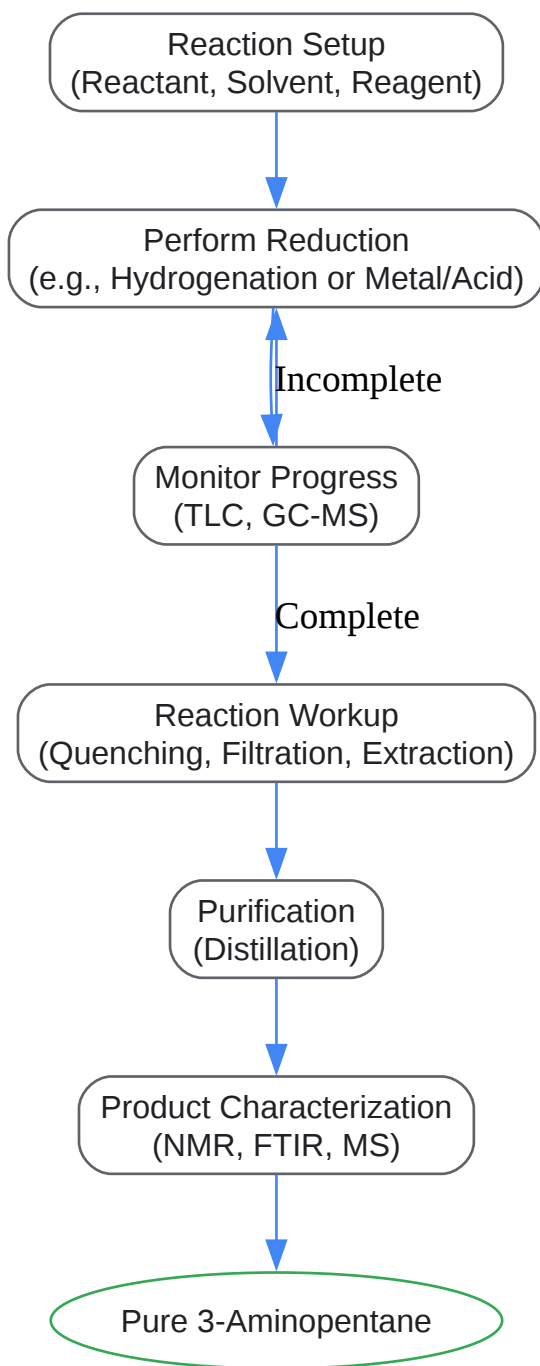 Reaction Setup
(Reactant, Solvent, Reagent)
Perform Reduction
(e.g., Hydrogenation or Metal/Acid)
Incomplete
Monitor Progress
(TLC, GC-MS)
Complete
Reaction Workup
(Quenching, Filtration, Extraction)
Purification
(Distillation)
Product Characterization
(NMR, FTIR, MS)
Pure 3-Aminopentane